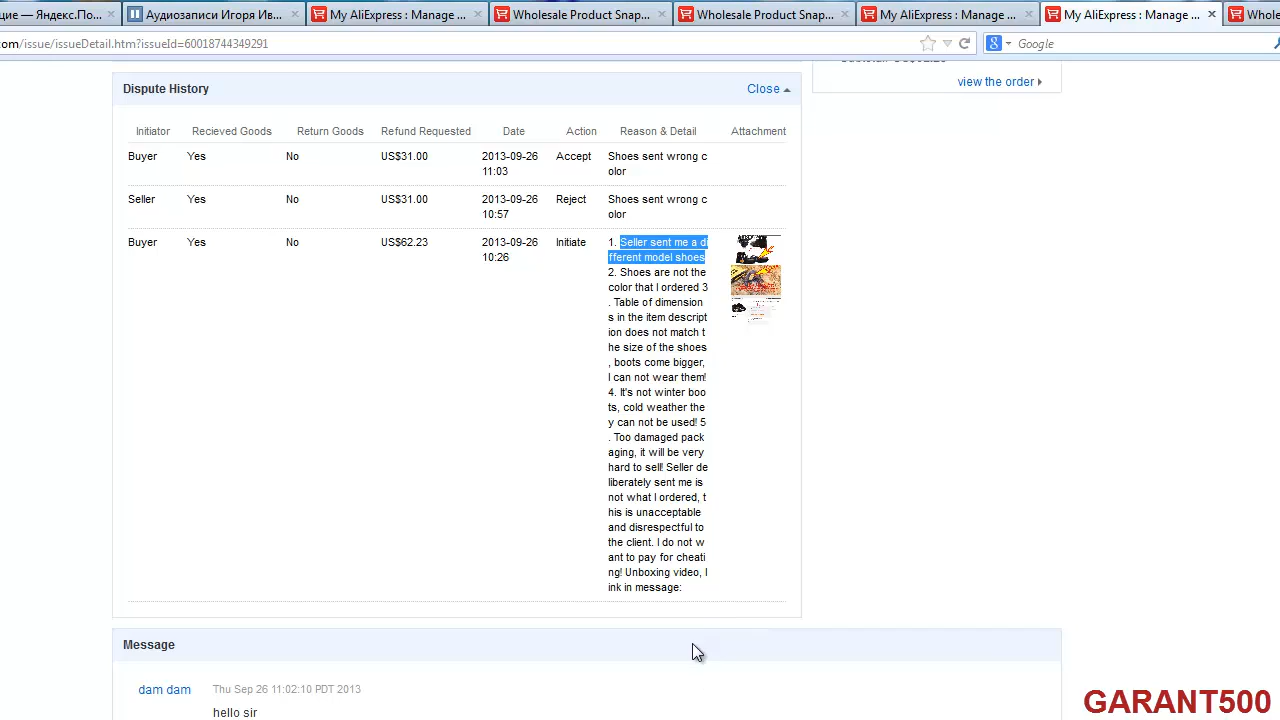 щие — Яндекс.По...
Аудиозаписи Игоря Ив...
My AliExpress : Manage ...
Wholesale Product Snap...
Wholesale Product Snap...
My AliExpress : Manage ...
My AliExpress : Manage ...
Whole
com/issue/issueDetail.htm?issueId=60018744349291
Google
view the order
Dispute History
Close
Initiator Recieved Goods Return Goods Refund Requested Date Action Reason & Detail Attachment
Buyer Yes No US$31.00 2013-09-26 Accept Shoes sent wrong c
11:03 olor
Seller Yes No US$31.00 2013-09-26 Reject Shoes sent wrong c
10:57 olor
Buyer Yes No US$62.23 2013-09-26 Initiate 1. Seller sent me a di
10:26 fferent model shoes
2. Shoes are not the
color that I ordered 3
. Table of dimension
s in the item descript
ion does not match t
he size of the shoes
, boots come bigger,
I can not wear them!
4. It's not winter boo
ts, cold weather the
y can not be used! 5
. Too damaged pack
aging, it will be very
hard to sell! Seller de
liberately sent me is
not what I ordered, t
his is unacceptable
and disrespectful to
the client. I do not w
ant to pay for cheati
ng! Unboxing video, l
ink in message:
Message
dam dam Thu Sep 26 11:02:10 PDT 2013
hello sir
GARANT500